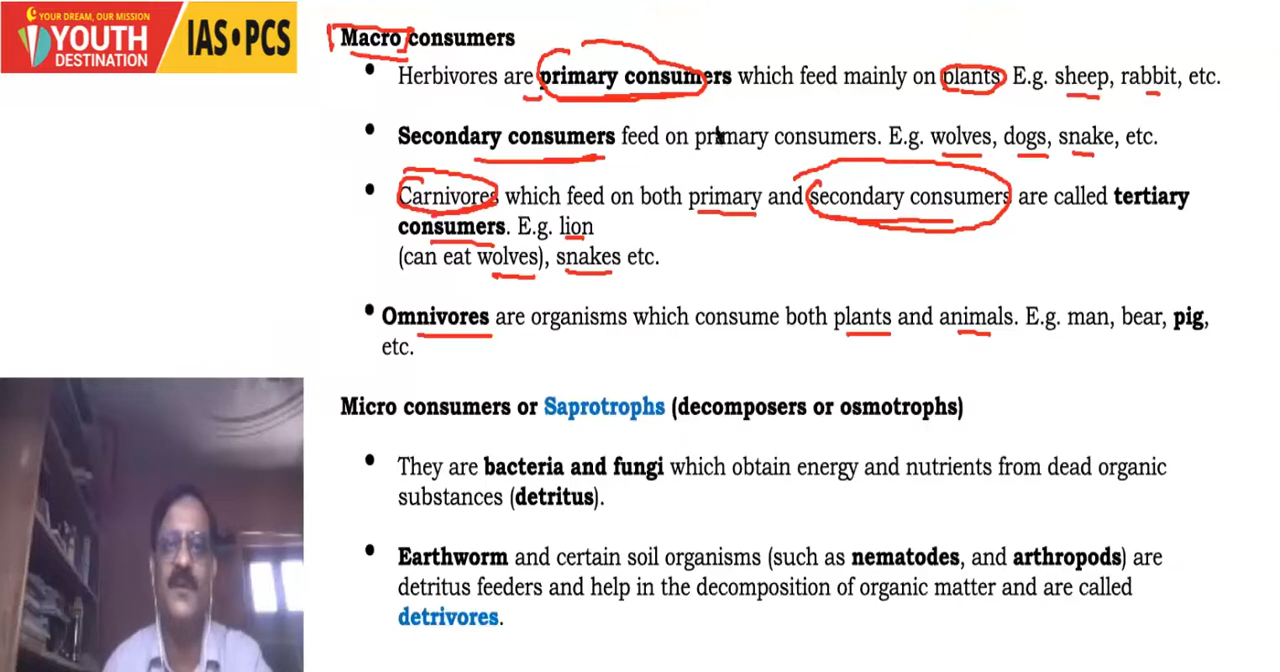 YOUR DREAM, OUR MISSION
YOUTH
DESTINATION
IAS•PCS
Macro consumers
• Herbivores are primary consumers which feed mainly on plants. E.g. sheep, rabbit, etc.
• Secondary consumers feed on primary consumers. E.g. wolves, dogs, snake, etc.
• Carnivores which feed on both primary and secondary consumers are called tertiary
consumers. E.g. lion
(can eat wolves), snakes etc.
• Omnivores are organisms which consume both plants and animals. E.g. man, bear, pig,
etc.
Micro consumers or Saprotrophs (decomposers or osmotrophs)
• They are bacteria and fungi which obtain energy and nutrients from dead organic
substances (detritus).
• Earthworm and certain soil organisms (such as nematodes, and arthropods) are
detritus feeders and help in the decomposition of organic matter and are called
detrivores.